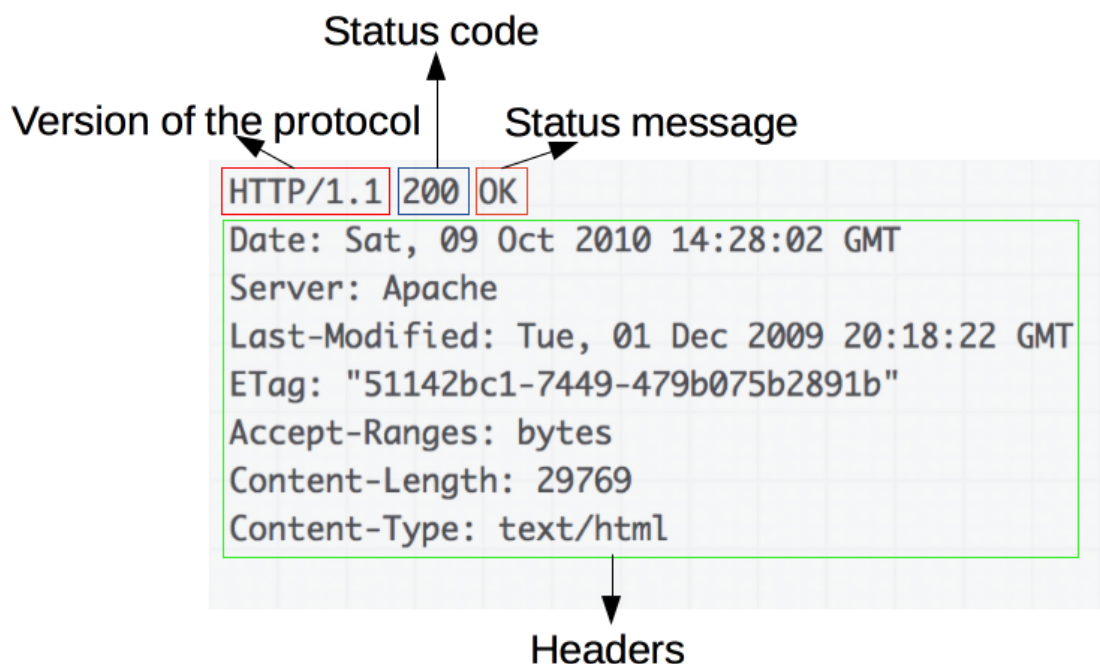 Status code
Version of the protocol
Status message
HTTP/1.1 200 OK
Date: Sat, 09 Oct 2010 14:28:02 GMT
Server: Apache
Last-Modified: Tue, 01 Dec 2009 20:18:22 GMT
ETag: "51142bc1-7449-479b075b2891b"
Accept-Ranges: bytes
Content-Length: 29769
Content-Type: text/html
Headers